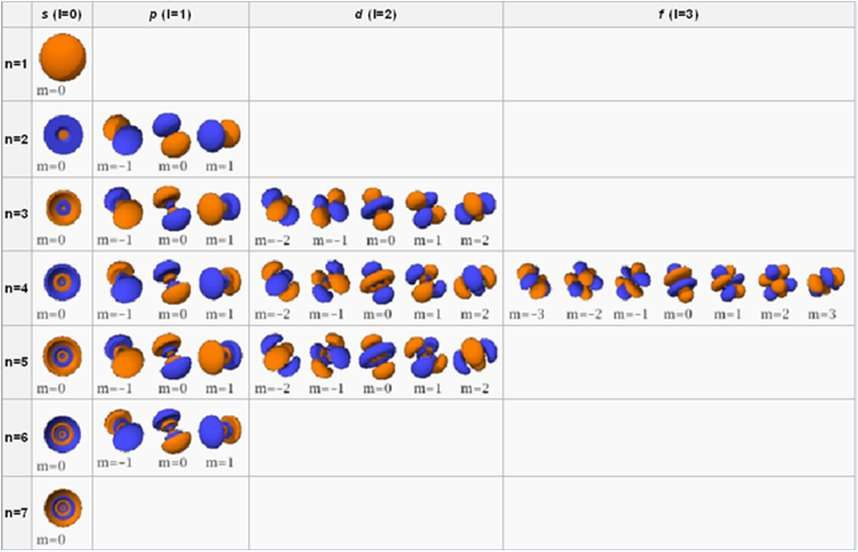 s (l=0) p (l=1) d (l=2) f (l=3)
n=1
m=0
n=2
m=0 m=-1 m=0 m=1
n=3
m=0 m=-1 m=0 m=1 m=-2 m=-1 m=0 m=1 m=2
n=4
m=0 m=-1 m=0 m=1 m=-2 m=-1 m=0 m=1 m=2 m=-3 m=-2 m=-1 m=0 m=1 m=2 m=3
n=5
m=0 m=-1 m=0 m=1 m=-2 m=-1 m=0 m=1 m=2
n=6
m=0 m=-1 m=0 m=1
n=7
m=0